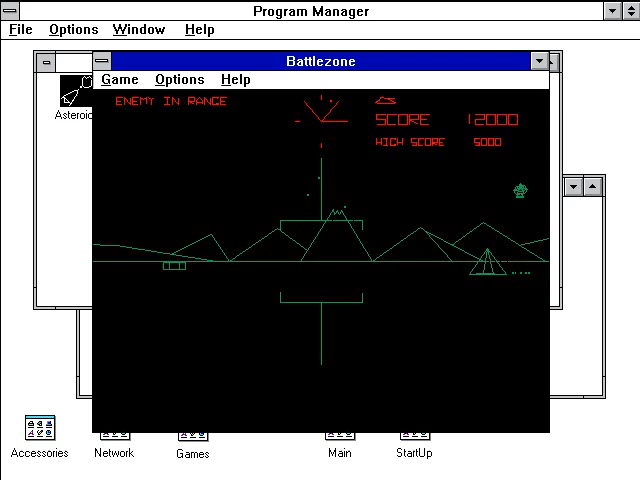 Program Manager
File Options Window Help
Battlezone
Game Options Help
ENEMY IN RANGE
SCORE 12000
HIGH SCORE 5000
Asteroi
Accessories Network Games Main StartUp